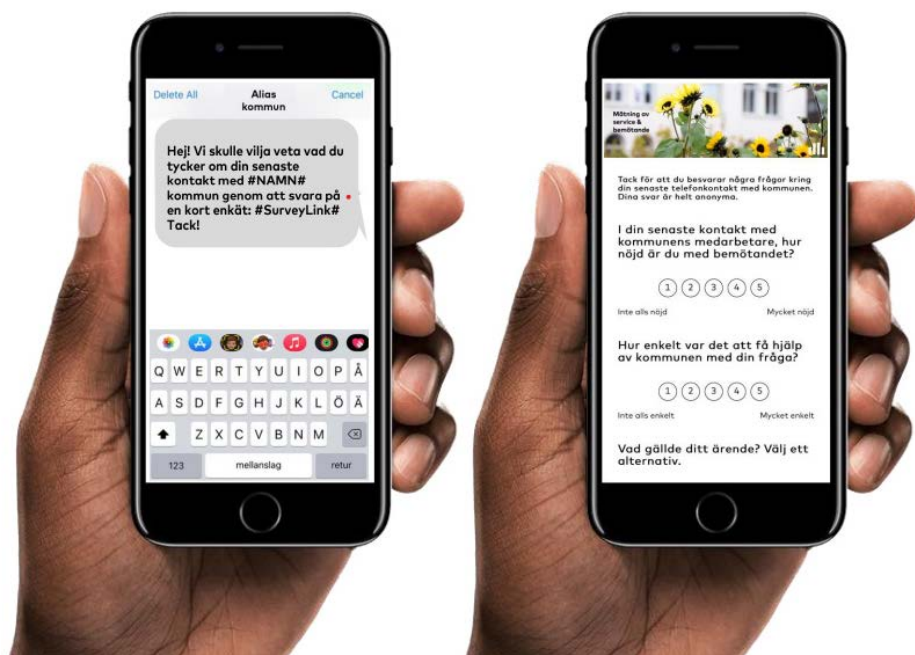 Delete All
Alias
kommun
Cancel
Hej! Vi skulle vilja veta vad du
tycker om din senaste
kontakt med #NAMN#
kommun genom att svara på
en kort enkät: #SurveyLink#
Tack!
Q W E R T Y U I O P Å
A S D F G H J K L Ö Ä
Z X C V B N M
123
mellanslag
retur
Mätning av
service &
bemötande
Tack för att du besvarar några frågor kring
din senaste telefonkontakt med kommunen.
Dina svar är helt anonyma.
I din senaste kontakt med
kommunens medarbetare, hur
nöjd är du med bemötandet?
1 2 3 4 5
Inte alls nöjd
Mycket nöjd
Hur enkelt var det att få hjälp
av kommunen med din fråga?
1 2 3 4 5
Inte alls enkelt
Mycket enkelt
Vad gällde ditt ärende? Välj ett
alternativ.